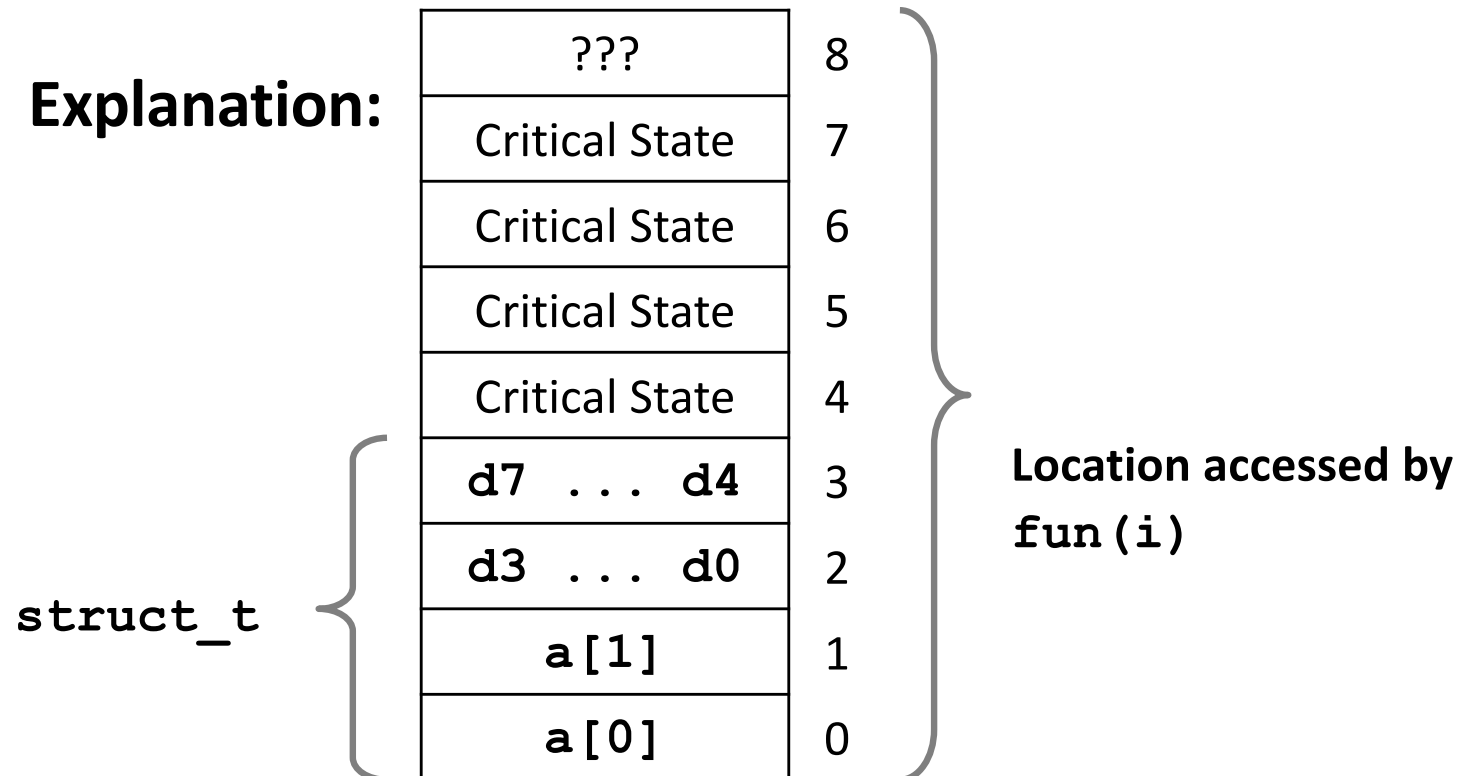 Explanation:
??? 8
Critical State 7
Critical State 6
Critical State 5
Critical State 4
d7 ... d4 3
d3 ... d0 2
a[1] 1
a[0] 0
struct_t
Location accessed by
fun(i)